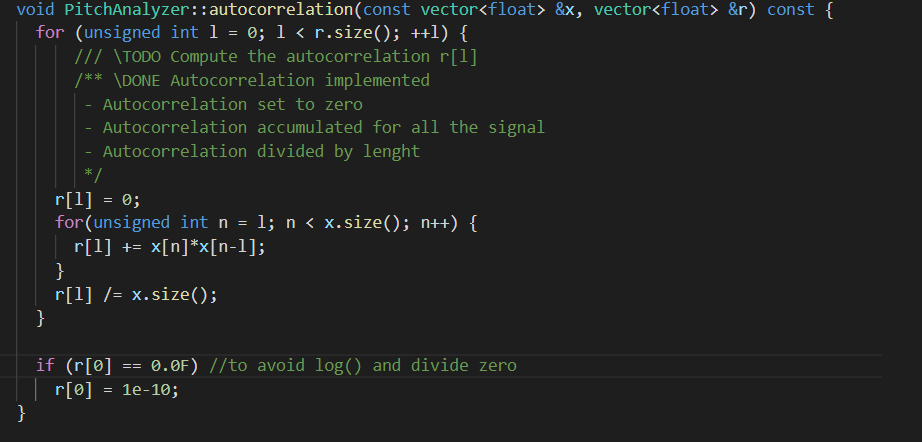 void PitchAnalyzer::autocorrelation(const vector<float> &x, vector<float> &r) const {
for (unsigned int l = 0; l < r.size(); ++l) {
/// \TODO Compute the autocorrelation r[l]
/** \DONE Autocorrelation implemented
- Autocorrelation set to zero
- Autocorrelation accumulated for all the signal
- Autocorrelation divided by lenght
*/
r[l] = 0;
for(unsigned int n = l; n < x.size(); n++) {
r[l] += x[n]*x[n-l];
}
r[l] /= x.size();
}
if (r[0] == 0.0F) //to avoid log() and divide zero
r[0] = 1e-10;
}